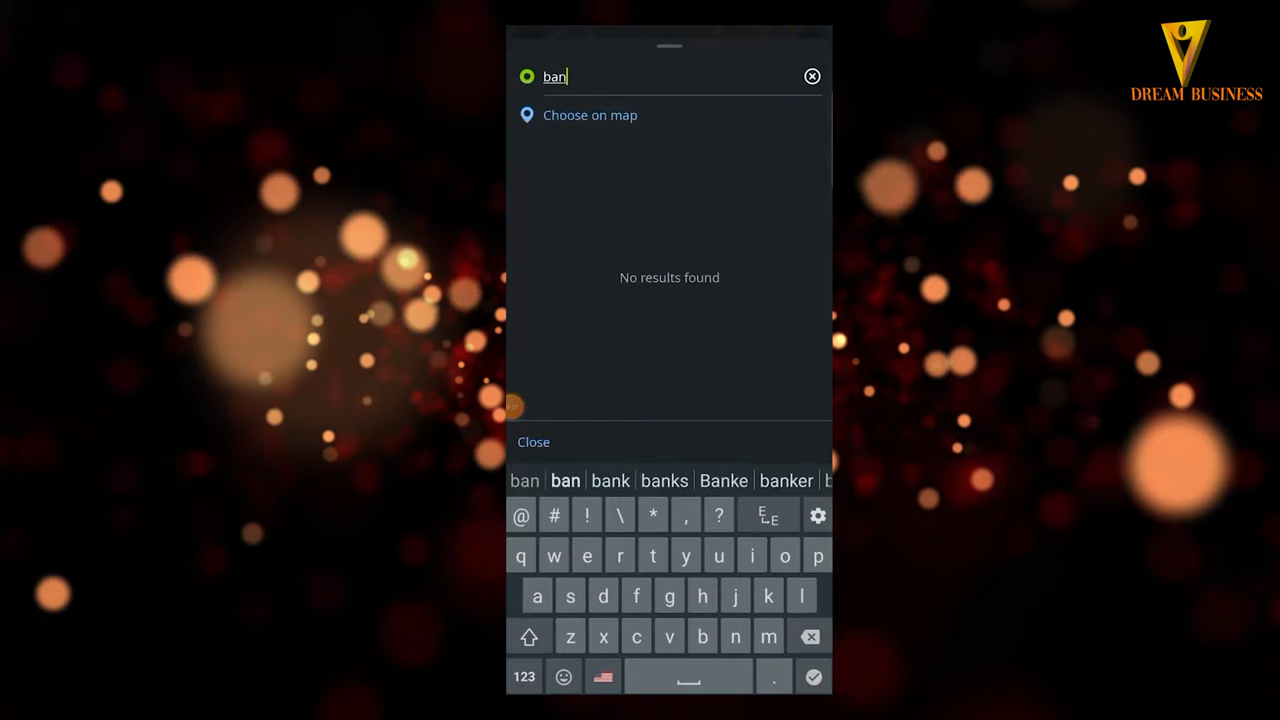 ban
Choose on map
No results found
Close
ban ban bank banks Banke banker
@ # ! \ * , ? E E
q w e r t y u i o p
a s d f g h j k l
z x c v b n m
123 .
DREAM BUSINESS